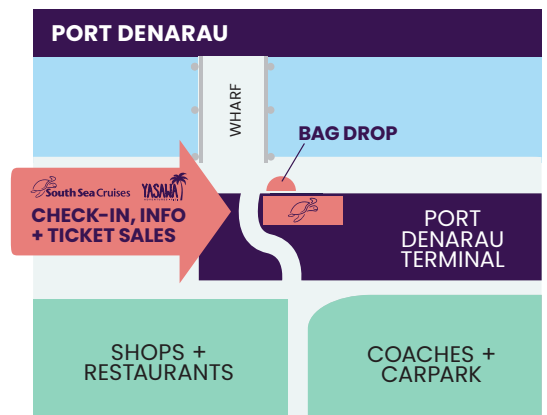 PORT DENARAU
WHARF
BAG DROP
South Sea Cruises
YASAWA
CHECK-IN, INFO
+ TICKET SALES
PORT
DENARAU
TERMINAL
SHOPS +
RESTAURANTS
COACHES +
CARPARK